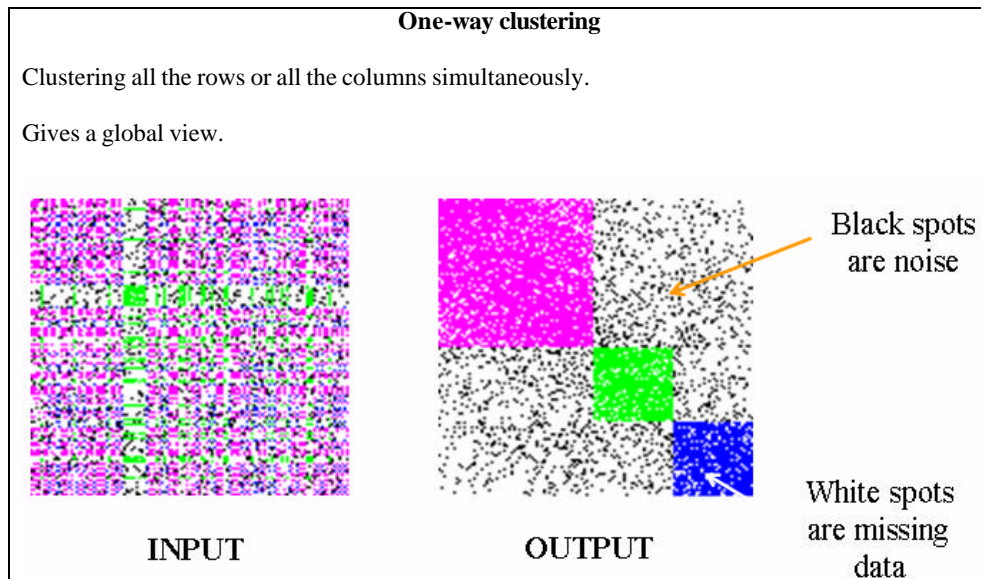 One-way clustering
Clustering all the rows or all the columns simultaneously.
Gives a global view.
Black spots
are noise
White spots
are missing
data
INPUT
OUTPUT